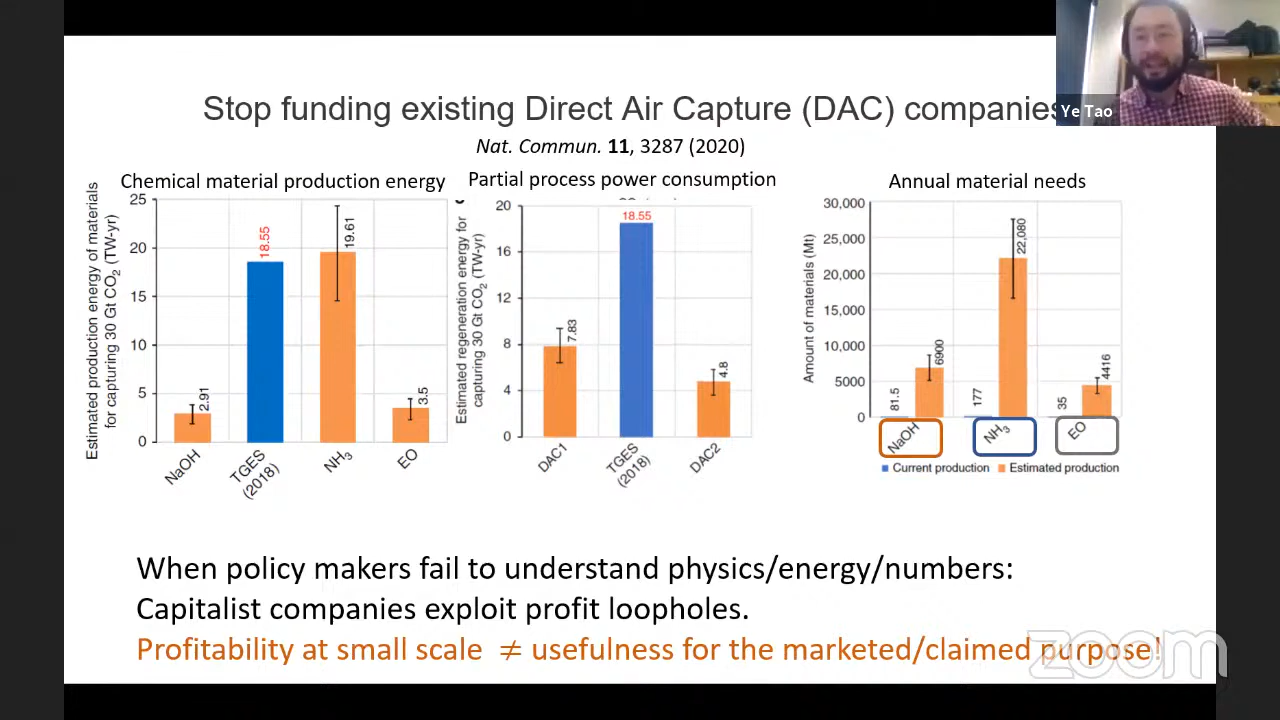 Stop funding existing Direct Air Capture (DAC) companies
Ye Tao
Nat. Commun. 11, 3287 (2020)
Chemical material production energy
Estimated production energy of materials
for capturing 30 Gt CO2 (TW-yr)
25
20
15
10
5
0
2.91
18.55
19.61
3.5
NaOH
TGES
(2018)
NH3
EO
Partial process power consumption
Estimated regeneration energy for
capturing 30 Gt CO2 (TW-yr)
20
16
12
8
4
0
7.83
18.55
4.8
DAC1
TGES
(2018)
DAC2
Annual material needs
Amount of materials (Mt)
30,000
25,000
20,000
15,000
10,000
5000
0
81.5
6900
177
22,080
35
4416
NaOH
NH3
EO
Current production
Estimated production
When policy makers fail to understand physics/energy/numbers:
Capitalist companies exploit profit loopholes.
Profitability at small scale ≠ usefulness for the marketed/claimed purpose!
zoom